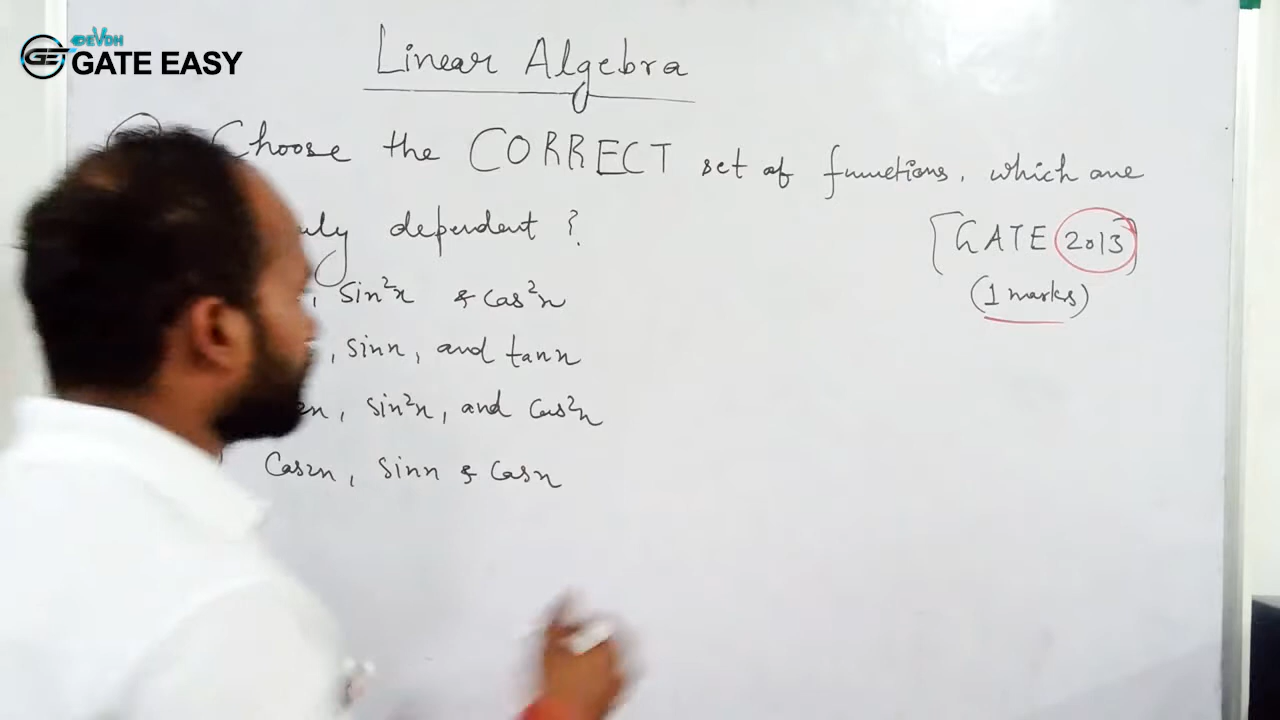 DEVDH
GATE EASY
Linear Algebra
Choose the CORRECT set of functions, which are
dependent ?
[GATE 2013]
(1 marks)
, sin²x & cos²x
, sinx, and tanx
, sin²x, and cos²x
cos2x, sinx & cosx